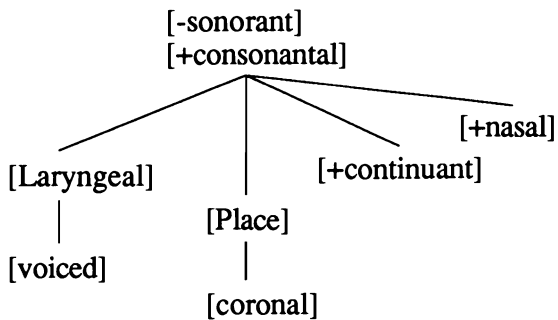 [-sonorant]
[+consonantal]
[+nasal]
[+continuant]
[Laryngeal]
[Place]
[voiced]
[coronal]